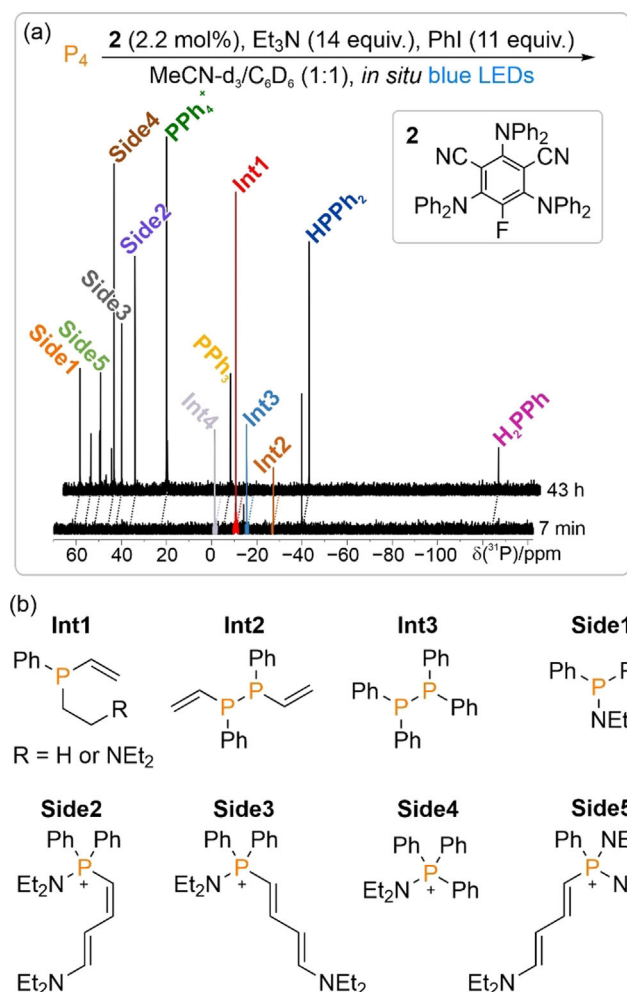 (a)
2 (2.2 mol%), Et₃N (14 equiv.), PhI (11 equiv.)
P₄
MeCN-d₃/C₆D₆ (1:1), in situ blue LEDs
Side4
PPh₄⁺
Int1
2
NPh₂
NC
CN
Ph₂N
NPh₂
F
HPPh₂
Side2
Side3
Side1
Side5
PPh₃
Int4
Int3
Int2
H₂PPh
43 h
7 min
60 40 20 0 −20 −40 −60 −80 −100 δ(³¹P)/ppm
(b)
Int1 Int2 Int3 Side1
Ph P
R
R = H or NEt₂
Ph
P P
Ph
Ph Ph
P P
Ph Ph
Ph P
Side2 Side3 Side4 Side5
Ph Ph
Et₂N P +
Et₂N
Ph Ph
Et₂N P +
NEt₂
Ph Ph
Et₂N P Ph +
Ph
P +
Et₂N